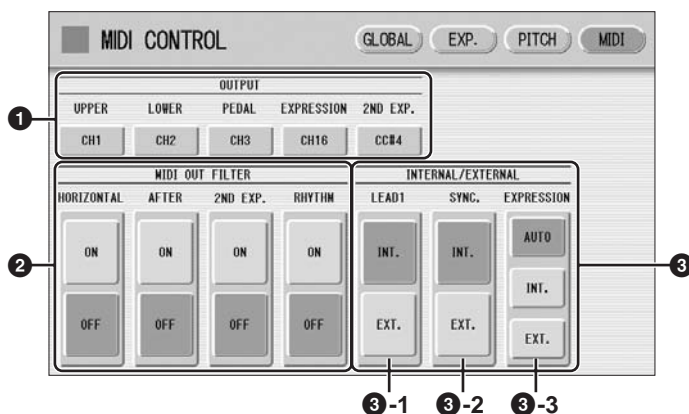 MIDI CONTROL GLOBAL EXP. PITCH MIDI
1
OUTPUT
UPPER LOWER PEDAL EXPRESSION 2ND EXP.
CH1 CH2 CH3 CH16 CC#4
2
MIDI OUT FILTER
HORIZONTAL AFTER 2ND EXP. RHYTHM
ON ON ON ON
OFF OFF OFF OFF
INTERNAL/EXTERNAL
LEAD1 SYNC. EXPRESSION
INT. INT. AUTO
INT.
EXT. EXT. EXT.
3
3-1 3-2 3-3